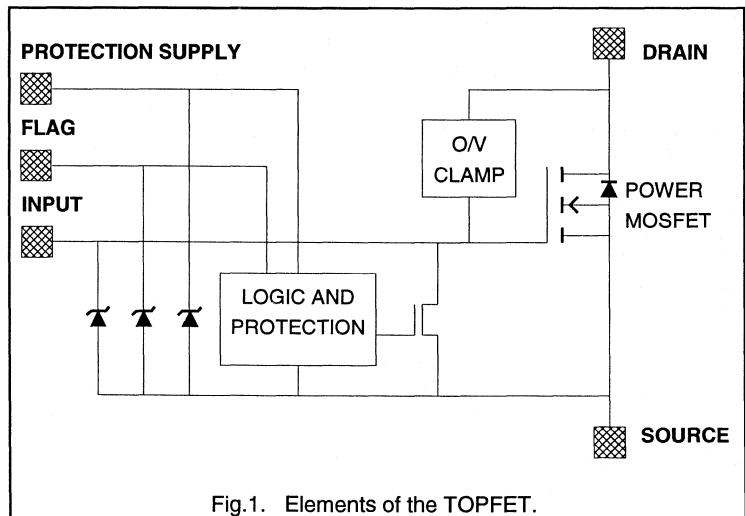 PROTECTION SUPPLY
DRAIN
FLAG
O/V
CLAMP
INPUT
POWER
MOSFET
LOGIC AND
PROTECTION
SOURCE
Fig.1. Elements of the TOPFET.